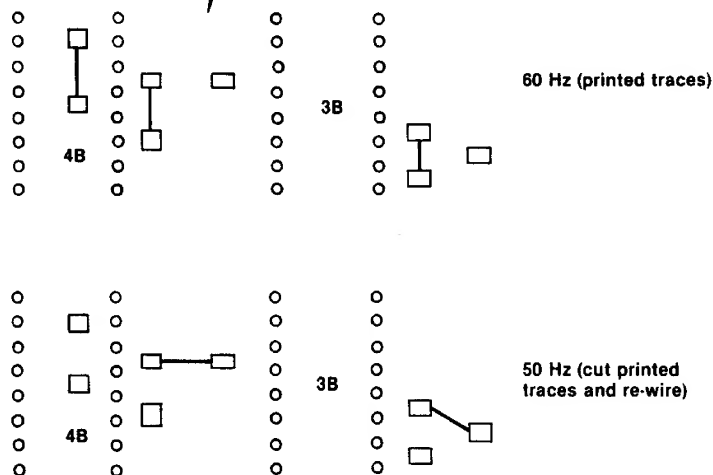 60 Hz (printed traces)
3B
4B
50 Hz (cut printed
traces and re-wire)
3B
4B